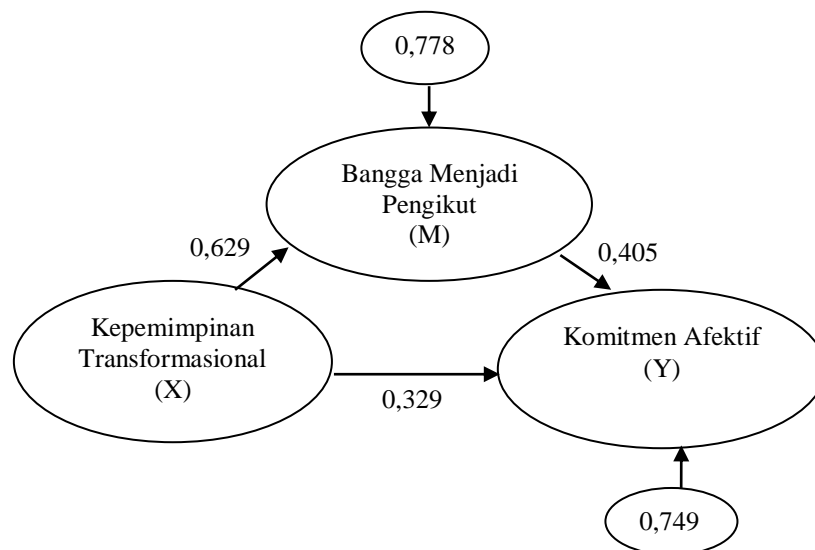 0,778
Bangga Menjadi
Pengikut
(M)
0,629
0,405
Kepemimpinan
Transformasional
(X)
Komitmen Afektif
(Y)
0,329
0,749